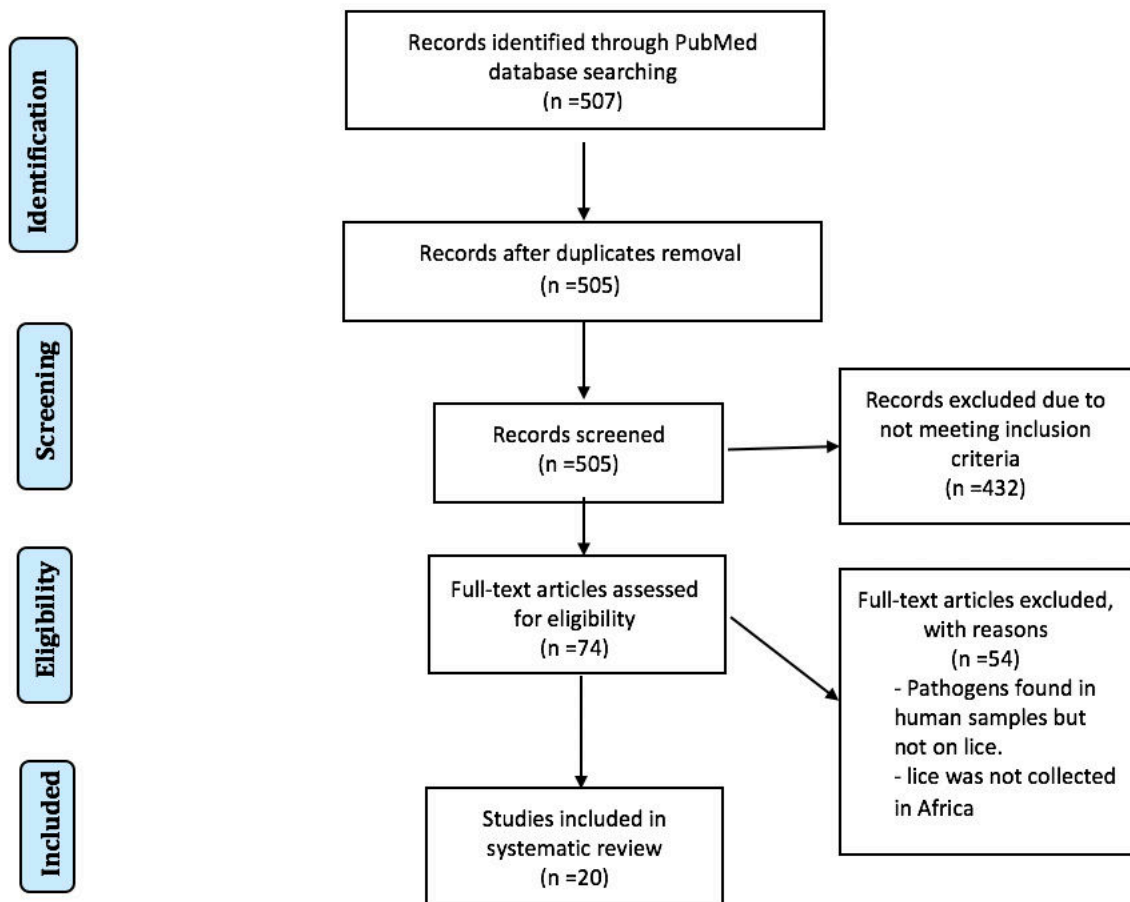 Identification
Records identified through PubMed
database searching
(n =507)
Records after duplicates removal
(n =505)
Screening
Records screened
(n =505)
Records excluded due to
not meeting inclusion
criteria
(n =432)
Eligibility
Full-text articles assessed
for eligibility
(n =74)
Full-text articles excluded,
with reasons
(n =54)
- Pathogens found in
human samples but
not on lice.
- lice was not collected
in Africa
Included
Studies included in
systematic review
(n =20)